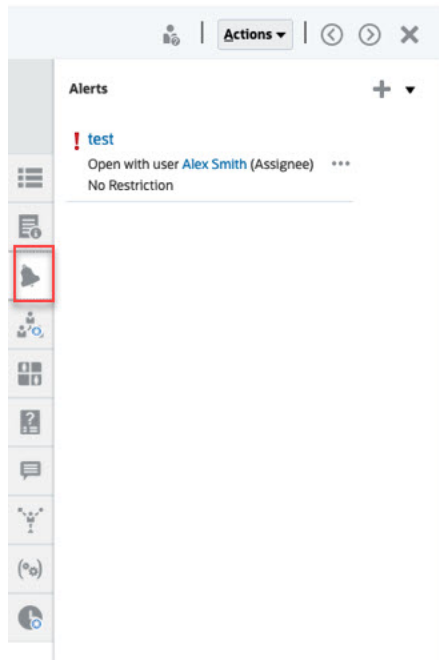 Actions
Alerts
test
Open with user Alex Smith (Assignee)
No Restriction